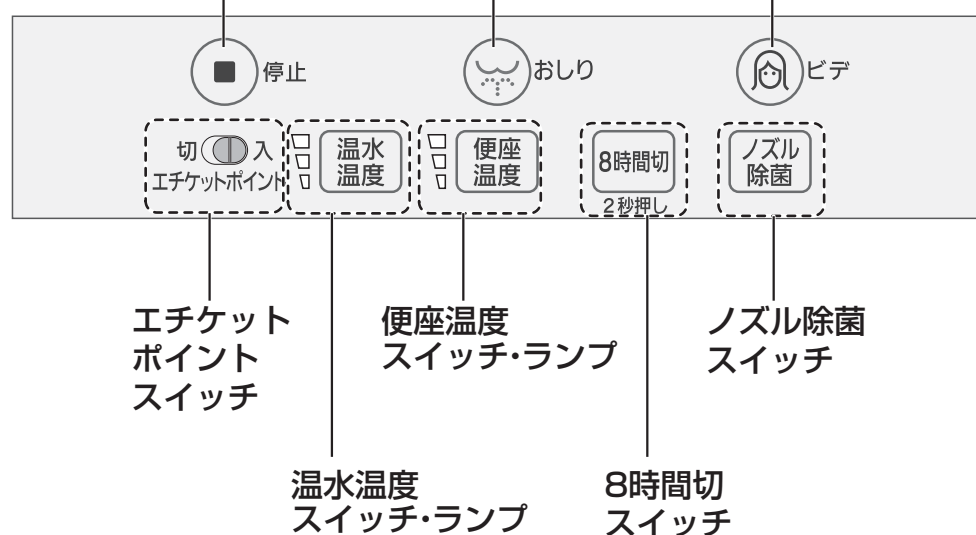 停止
おしり
ビデ
切 入
エチケットポイント
温水
温度
便座
温度
8時間切
2秒押し
ノズル
除菌
エチケット
ポイント
スイッチ
便座温度
スイッチ・ランプ
ノズル除菌
スイッチ
温水温度
スイッチ・ランプ
8時間切
スイッチ